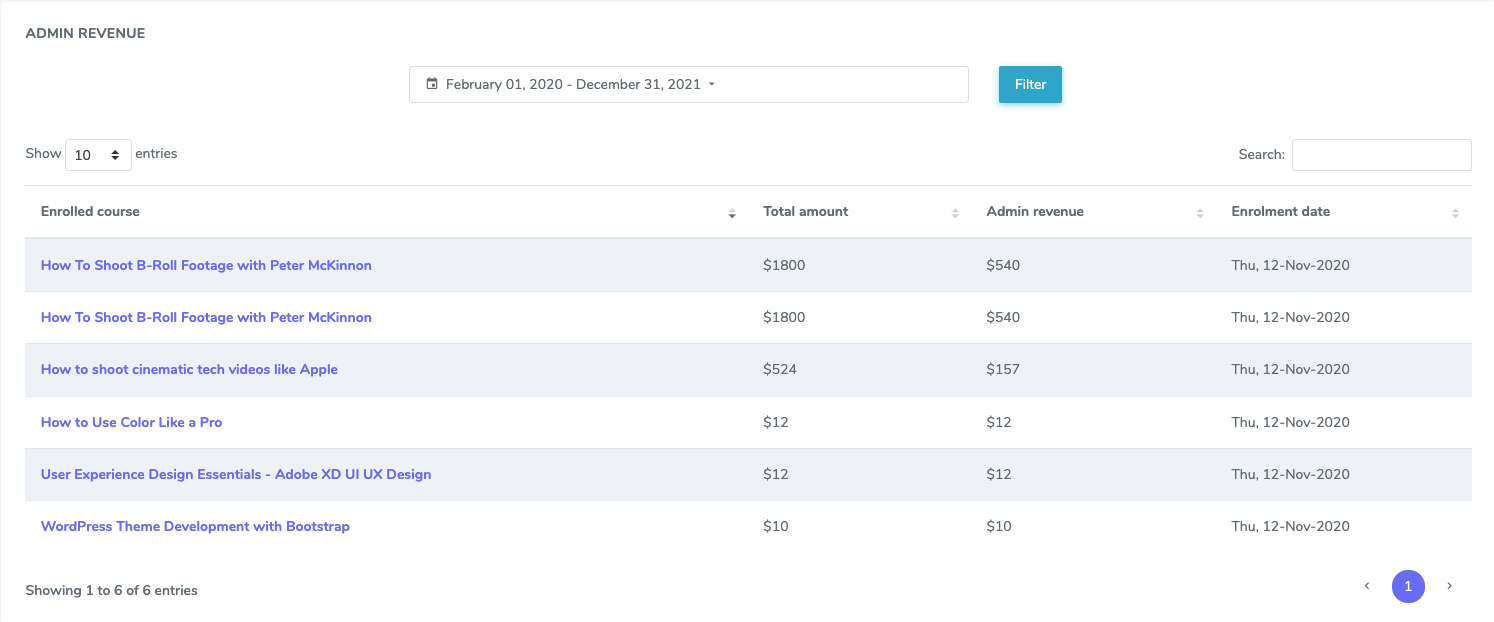 ADMIN REVENUE
February 01, 2020 - December 31, 2021
Filter
Show 10 entries
Search:
Enrolled course Total amount Admin revenue Enrolment date
How To Shoot B-Roll Footage with Peter McKinnon $1800 $540 Thu, 12-Nov-2020
How To Shoot B-Roll Footage with Peter McKinnon $1800 $540 Thu, 12-Nov-2020
How to shoot cinematic tech videos like Apple $524 $157 Thu, 12-Nov-2020
How to Use Color Like a Pro $12 $12 Thu, 12-Nov-2020
User Experience Design Essentials - Adobe XD UI UX Design $12 $12 Thu, 12-Nov-2020
WordPress Theme Development with Bootstrap $10 $10 Thu, 12-Nov-2020
Showing 1 to 6 of 6 entries
1